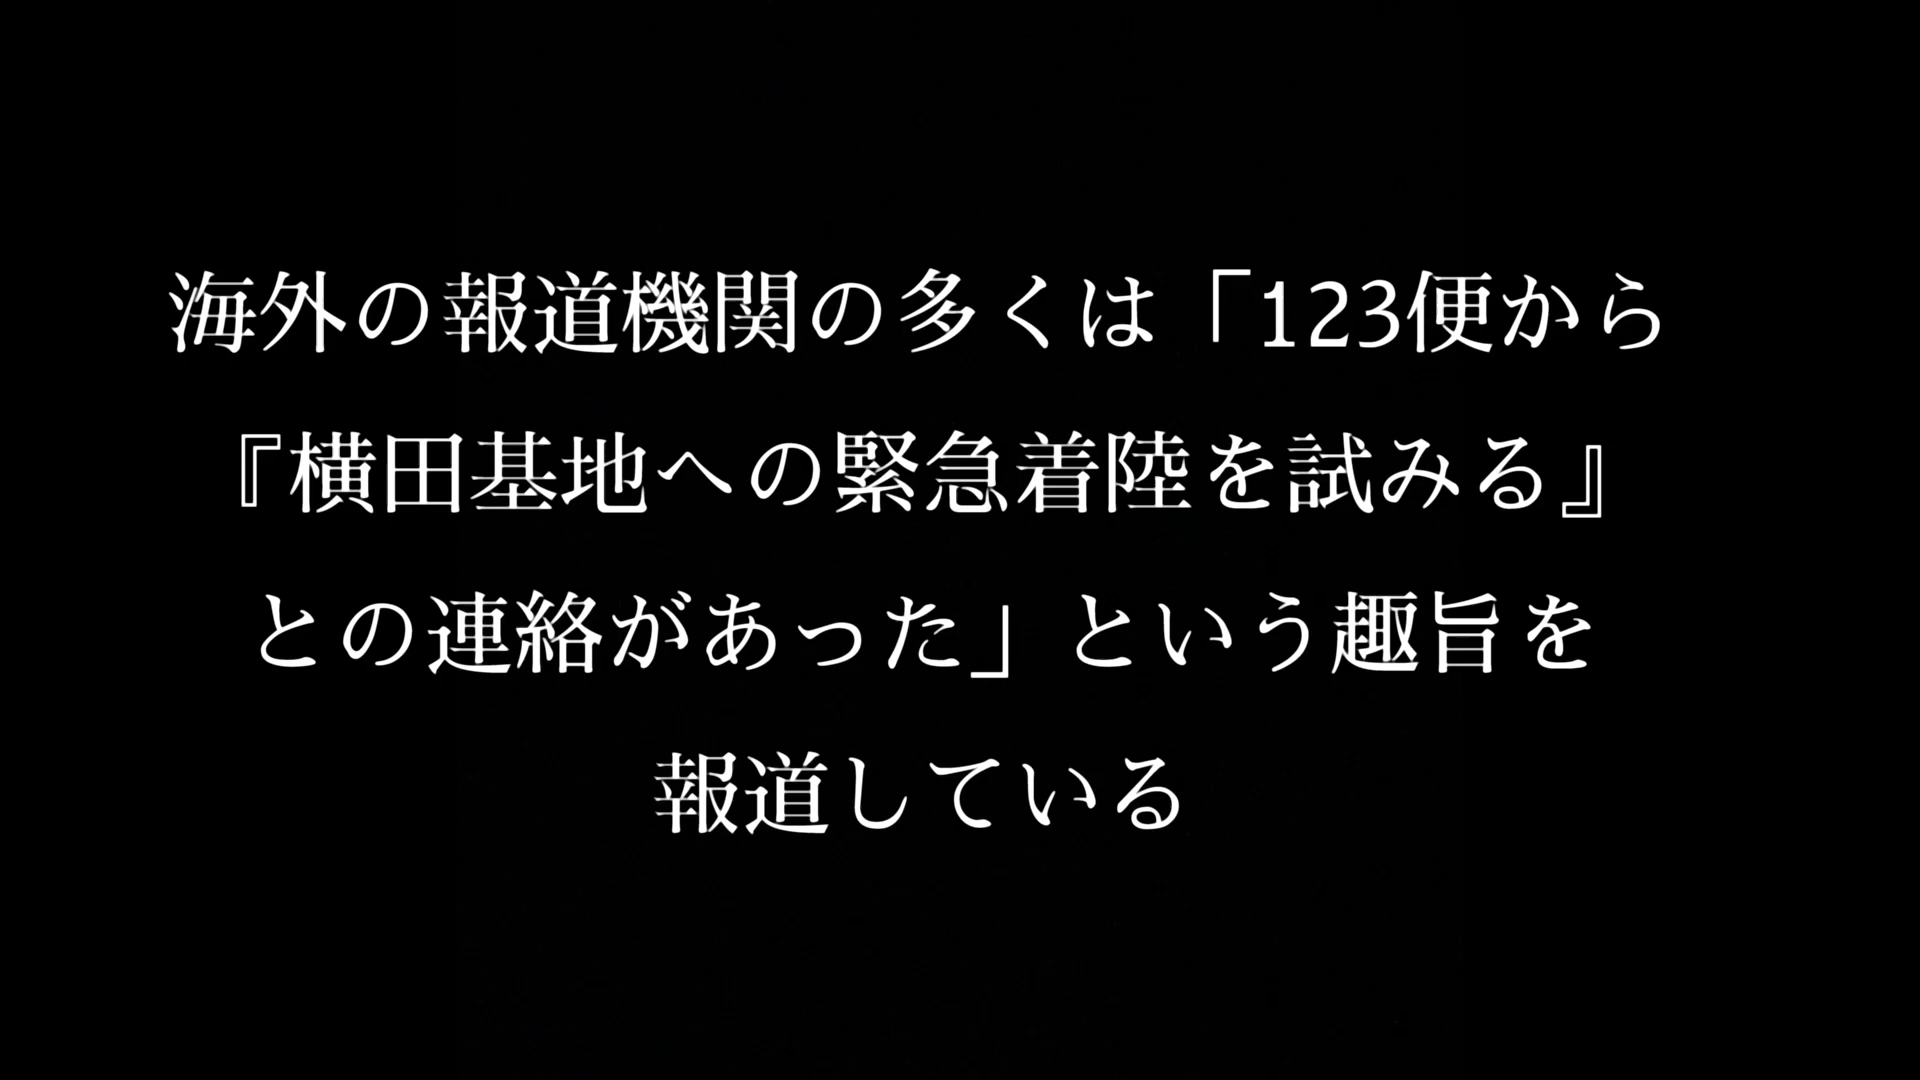 海外の報道機関の多くは「123便から
『横田基地への緊急着陸を試みる』
との連絡があった」という趣旨を
報道している